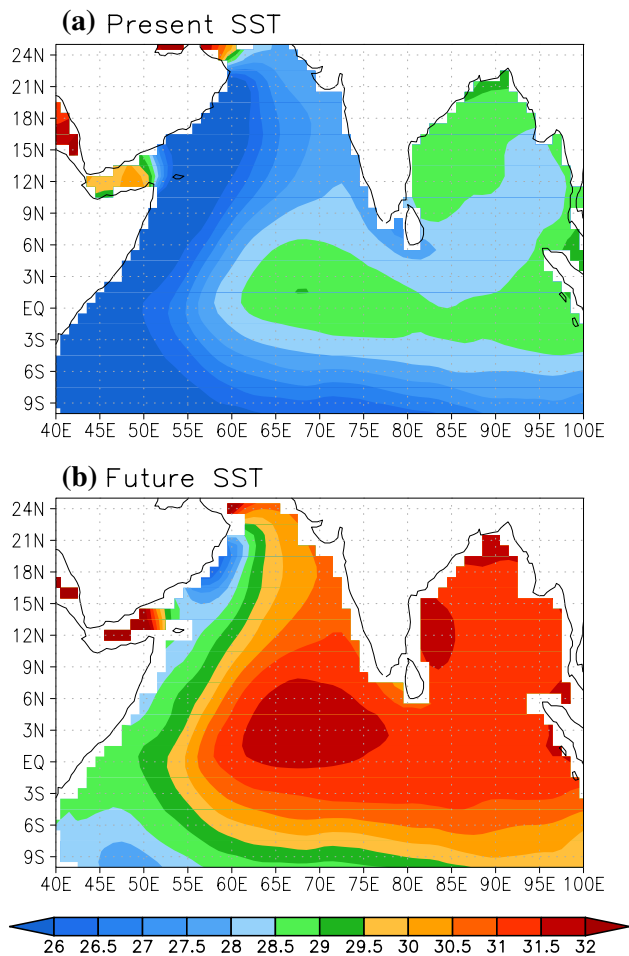 (a) Present SST
24N
21N
18N
15N
12N
9N
6N
3N
EQ
3S
6S
9S
40E 45E 50E 55E 60E 65E 70E 75E 80E 85E 90E 95E 100E
(b) Future SST
24N
21N
18N
15N
12N
9N
6N
3N
EQ
3S
6S
9S
40E 45E 50E 55E 60E 65E 70E 75E 80E 85E 90E 95E 100E
26 26.5 27 27.5 28 28.5 29 29.5 30 30.5 31 31.5 32